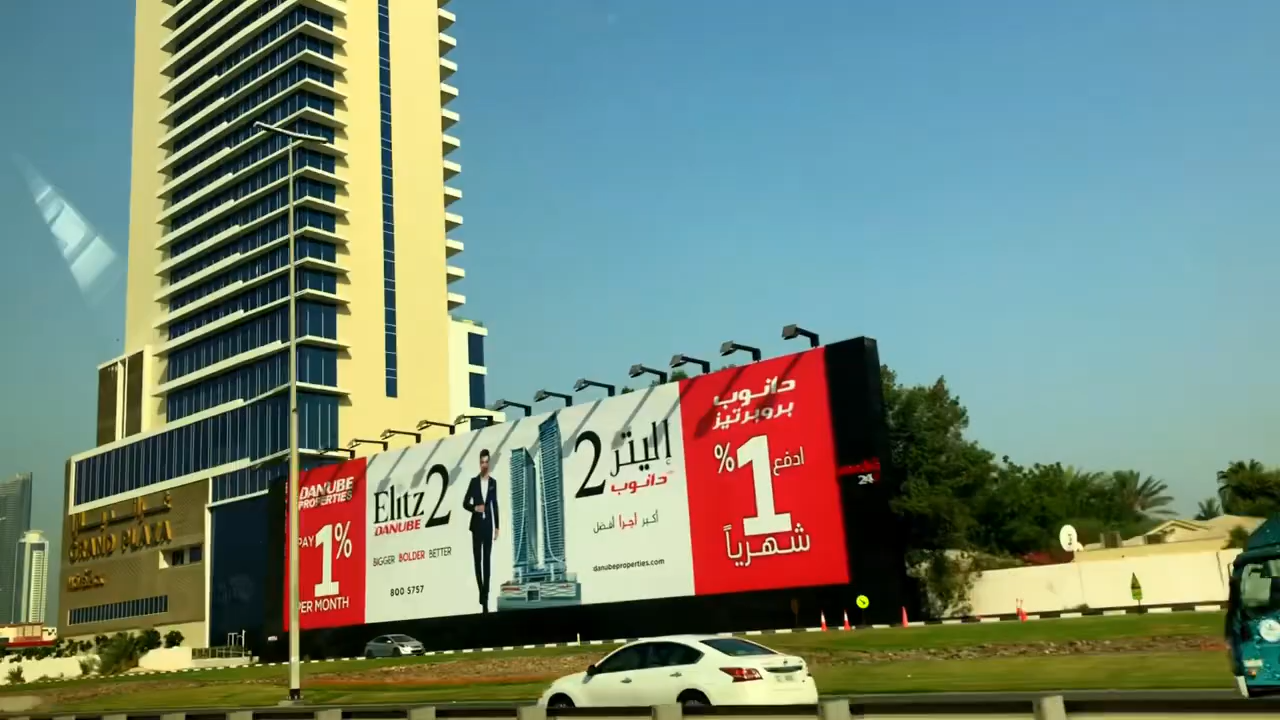 GRAND PLAZA
DANUBE
PROPERTIES
PAY
1%
PER MONTH
Elitz 2
DANUBE
BIGGER BOLDER BETTER
800 5757
إليتز 2
دانوب
أكبر أجرأ أفضل
danubeproperties.com
دانوب
بروبرتيز
ادفع
1%
شهرياً
24